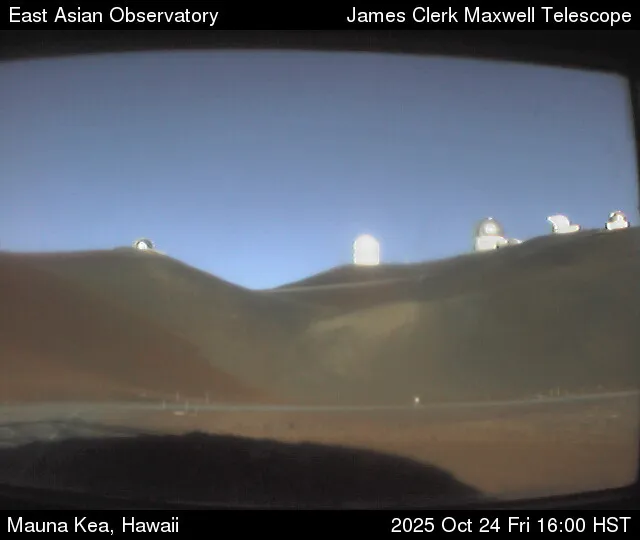 East Asian Observatory
James Clerk Maxwell Telescope
Mauna Kea, Hawaii
2025 Oct 24 Fri 16:00 HST